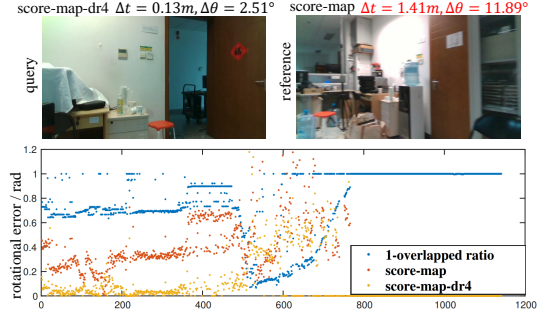 score-map-dr4 Δt = 0.13m, Δθ = 2.51°
score-map Δt = 1.41m, Δθ = 11.89°
query
reference
福
rotational error / rad
1.2
1
0.8
0.6
0.4
0.2
0
0 200 400 600 800 1000 1200
1-overlapped ratio
score-map
score-map-dr4